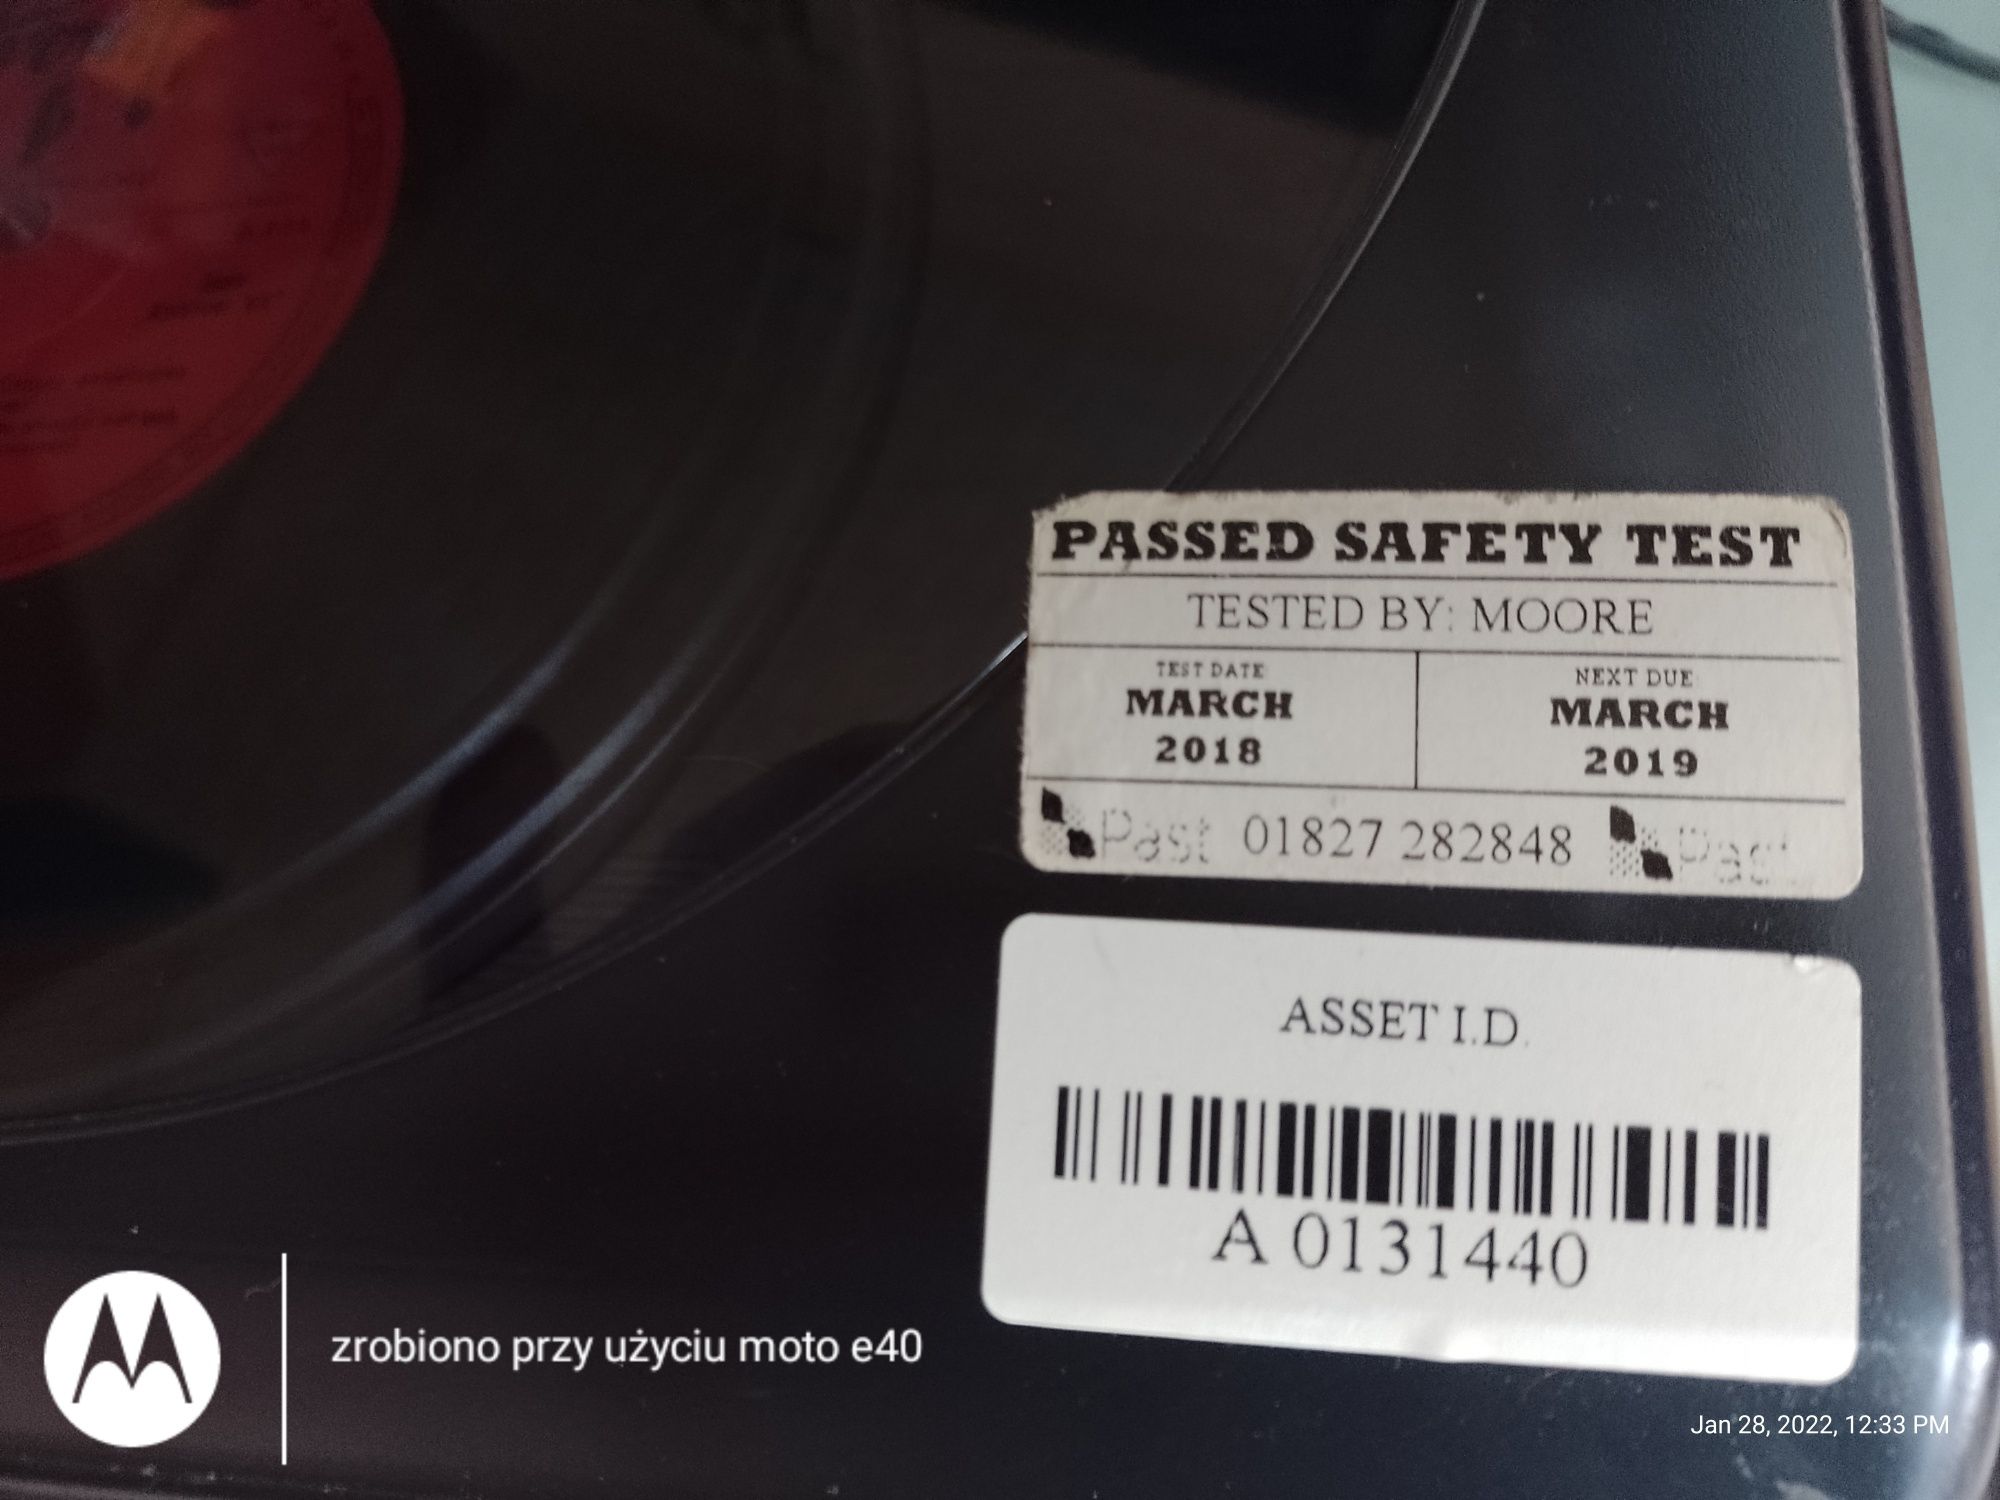 PASSED SAFETY TEST
TESTED BY: MOORE
TEST DATE
MARCH
2018
NEXT DUE
MARCH
2019
Past 01827 282848 Past
ASSET I.D.
A 0131440
zrobiono przy użyciu moto e40
Jan 28, 2022, 12:33 PM